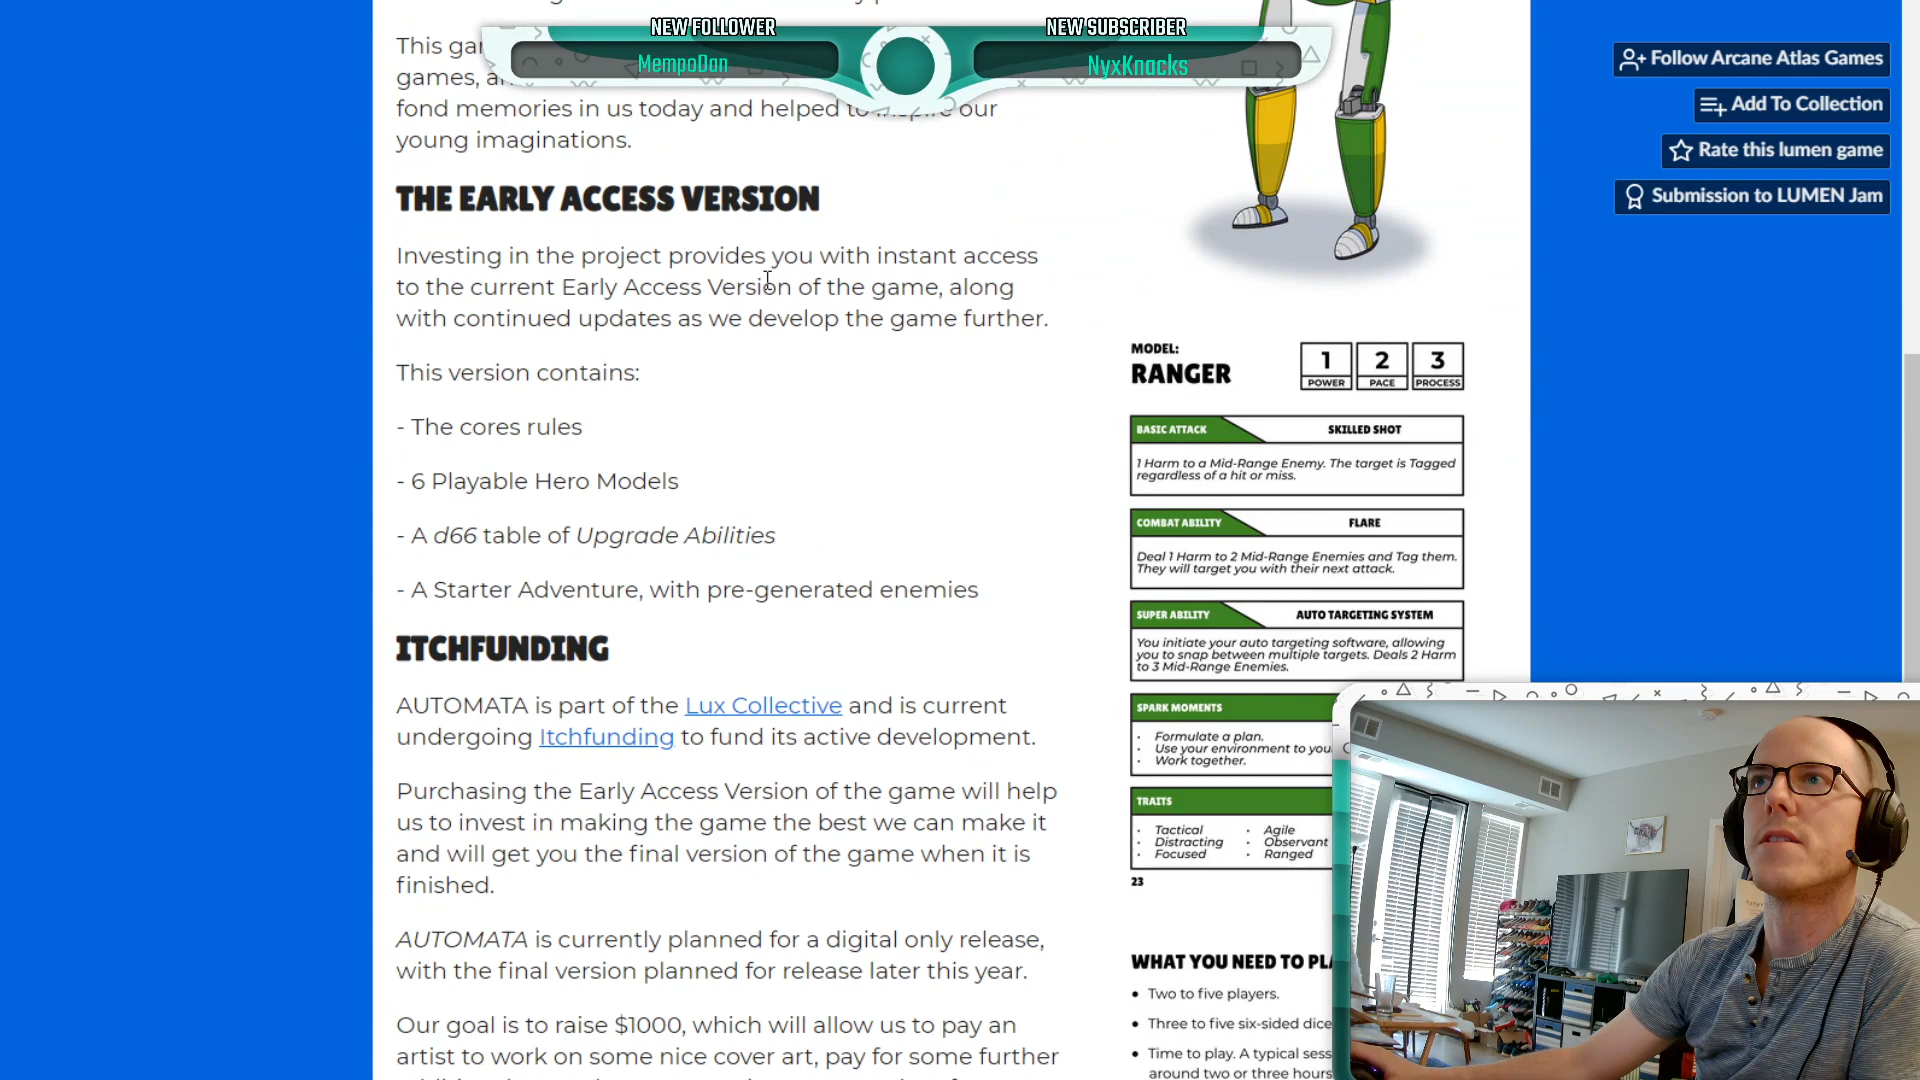 NEW FOLLOWER
MempoDan
NEW SUBSCRIBER
NyxKnacks
This
games,
fond memories in us today and helped to inspire our
young imaginations.
THE EARLY ACCESS VERSION
Investing in the project provides you with instant access
to the current Early Access Version of the game, along
with continued updates as we develop the game further.
This version contains:
- The cores rules
- 6 Playable Hero Models
- A d66 table of Upgrade Abilities
- A Starter Adventure, with pre-generated enemies
ITCHFUNDING
AUTOMATA is part of the Lux Collective and is current
undergoing Itchfunding to fund its active development.
Purchasing the Early Access Version of the game will help
us to invest in making the game the best we can make it
and will get you the final version of the game when it is
finished.
AUTOMATA is currently planned for a digital only release,
with the final version planned for release later this year.
Our goal is to raise $1000, which will allow us to pay an
artist to work on some nice cover art, pay for some further
MODEL:
RANGER
1 2 3
POWER PACE PROCESS
BASIC ATTACK SKILLED SHOT
1 Harm to a Mid-Range Enemy. The target is Tagged
regardless of a hit or miss.
COMBAT ABILITY FLARE
Deal 1 Harm to 2 Mid-Range Enemies and Tag them.
They will target you with their next attack.
SUPER ABILITY AUTO TARGETING SYSTEM
You initiate your auto targeting software, allowing
you to snap between multiple targets. Deals 2 Harm
to 3 Mid-Range Enemies.
SPARK MOMENTS
· Formulate a plan.
· Use your environment to
· Work together.
TRAITS
· Tactical · Agile
· Distracting · Observant
· Focused · Ranged
23
WHAT YOU NEED TO
• Two to five players.
• Three to five six-sided dice
• Time to play. A typical
around two or three hours
Follow Arcane Atlas Games
Add To Collection
Rate this lumen game
Submission to LUMEN Jam